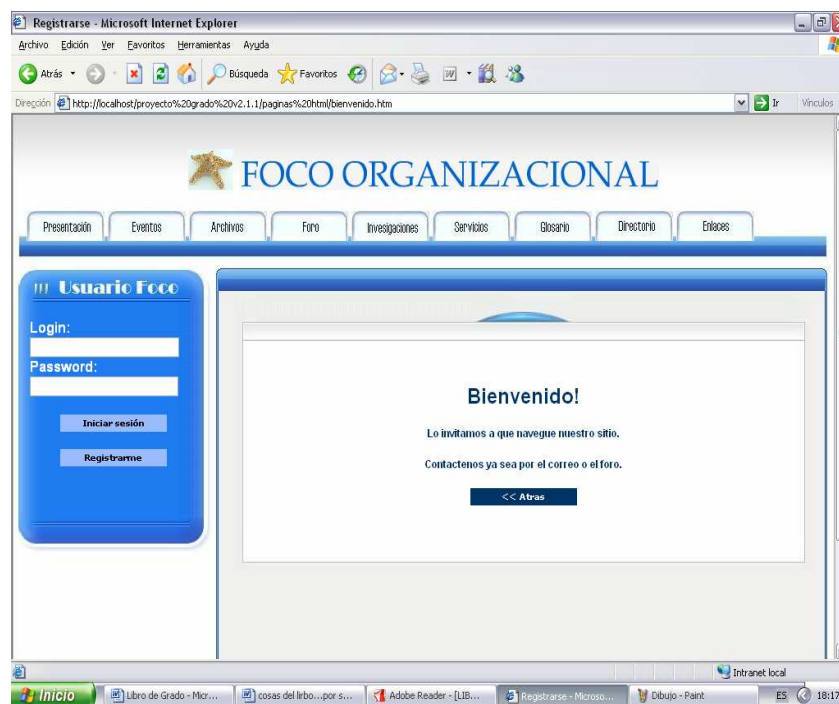 Registrarse - Microsoft Internet Explorer
Archivo Edición Ver Favoritos Herramientas Ayuda
Atrás Búsqueda Favoritos
Dirección http://localhost/proyecto%20grado%20v2.1.1/paginas%20html/bienvenido.htm Ir Vínculos
FOCO ORGANIZACIONAL
Presentación Eventos Archivos Foro Invesigaciones Servicios Glosario Directorio Enlaces
Usuario Foco
Login:
Password:
Iniciar sesión
Registrarme
Bienvenido!
Lo invitamos a que navegue nuestro sitio.
Contactenos ya sea por el correo o el foro.
<< Atras
Intranet local
Inicio Libro de Grado - Micr... cosas del lirbo...por s... Adobe Reader - [LIB... Registrarse - Microso... Dibujo - Paint ES 18:17